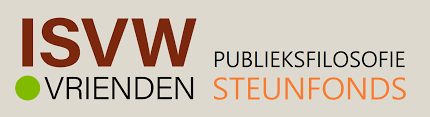 ISVW
VRIENDEN
PUBLIEKSFILOSOFIE
STEUNFONDS